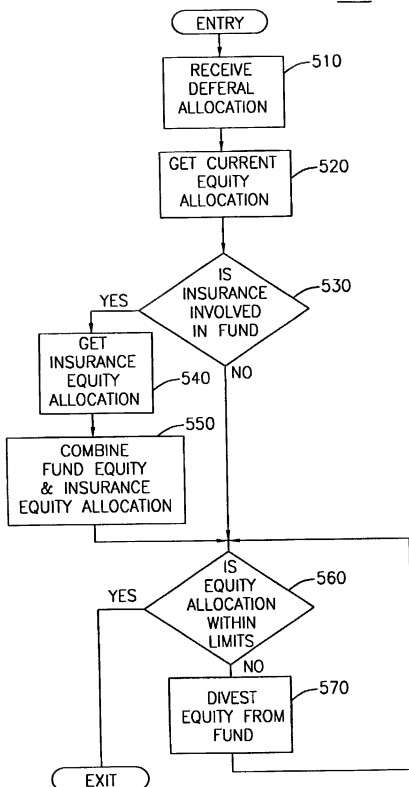 ENTRY
RECEIVE
DEFERAL
ALLOCATION
510
GET CURRENT
EQUITY
ALLOCATION
520
IS
INSURANCE
INVOLVED
IN FUND
530
YES
NO
GET
INSURANCE
EQUITY
ALLOCATION
540
550
COMBINE
FUND EQUITY
& INSURANCE
EQUITY ALLOCATION
IS
EQUITY
ALLOCATION
WITHIN
LIMITS
560
YES
NO
DIVEST
EQUITY FROM
FUND
570
EXIT